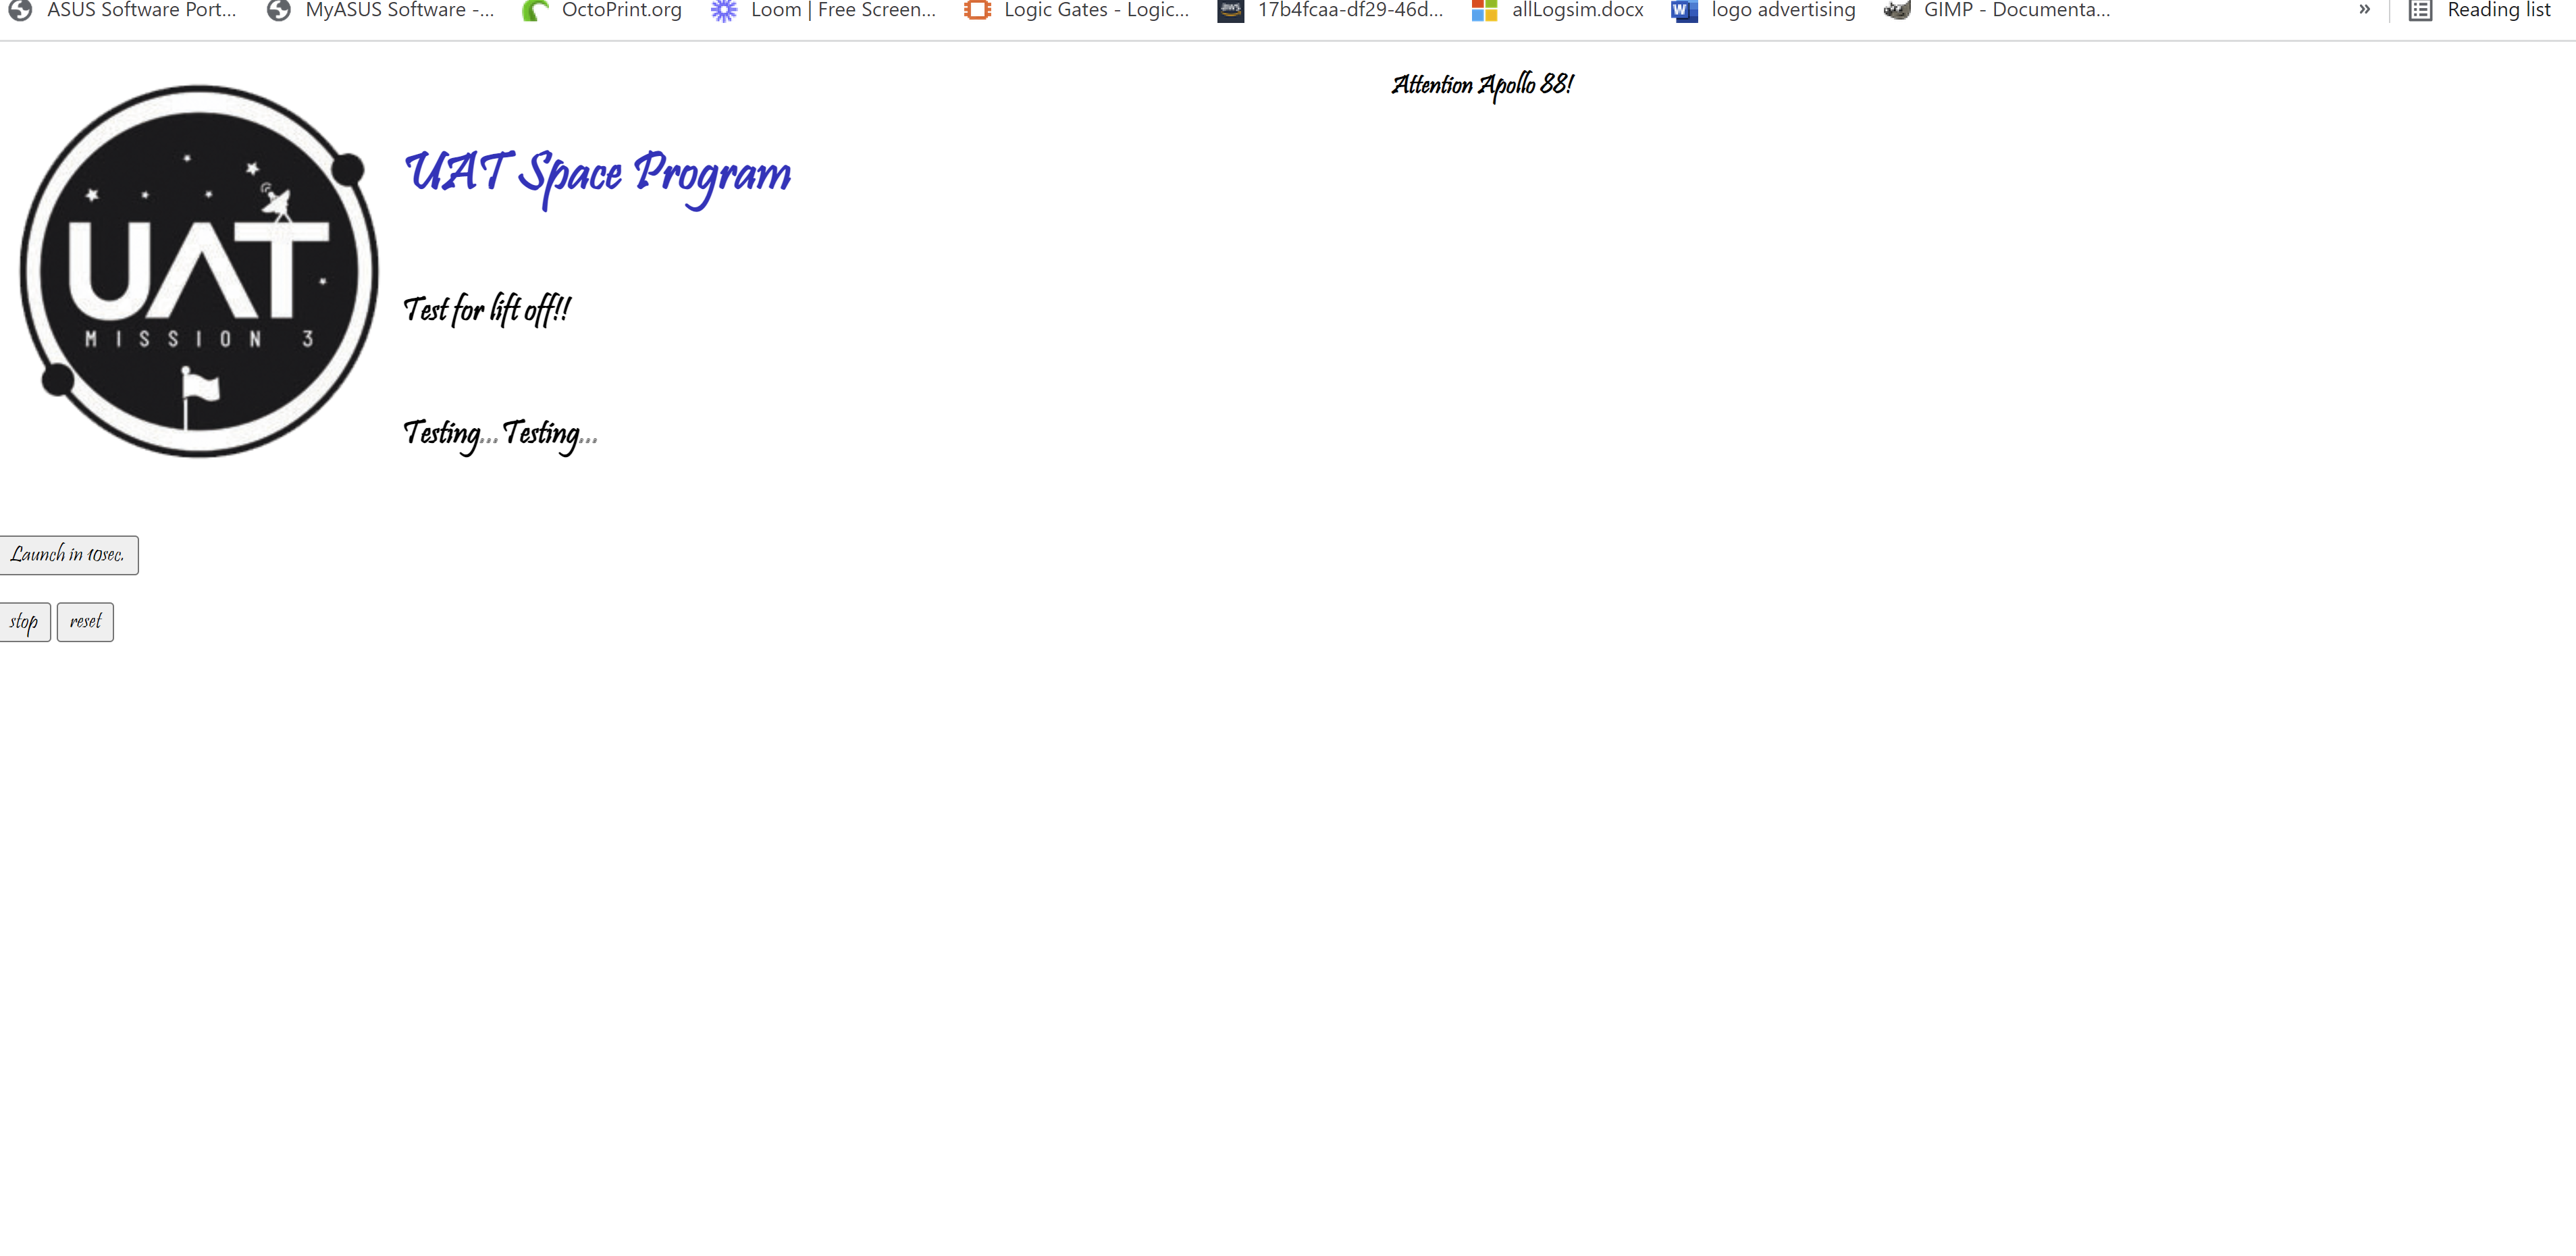 ASUS Software Port... MyASUS Software -... OctoPrint.org Loom | Free Screen... Logic Gates - Logic... aws 17b4fcaa-df29-46d... allLogsim.docx W logo advertising GIMP - Documenta... » Reading list
Attention Apollo 88!
UAT Space Program
UAT
MISSION 3
Test for lift off!!
Testing... Testing...
Launch in 10sec.
stop reset